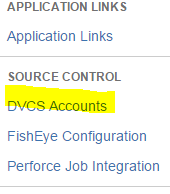 APPLICATION LINKS
Application Links
SOURCE CONTROL
DVCS Accounts
FishEye Configuration
Perforce Job Integration